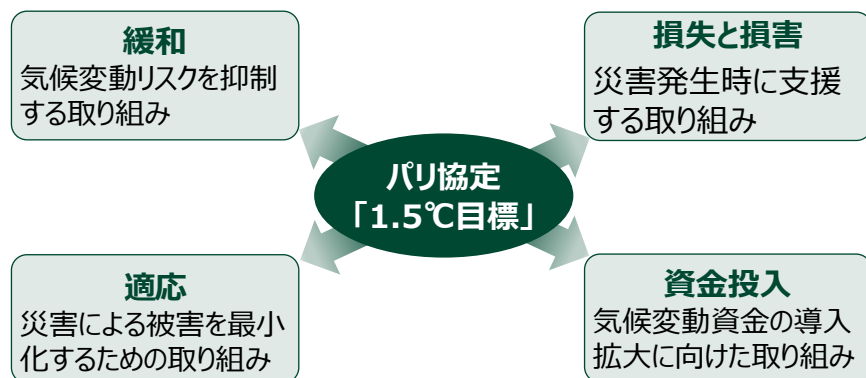 緩和
気候変動リスクを抑制
する取り組み
損失と損害
災害発生時に支援
する取り組み
パリ協定
「1.5℃目標」
適応
災害による被害を最小
化するための取り組み
資金投入
気候変動資金の導入
拡大に向けた取り組み